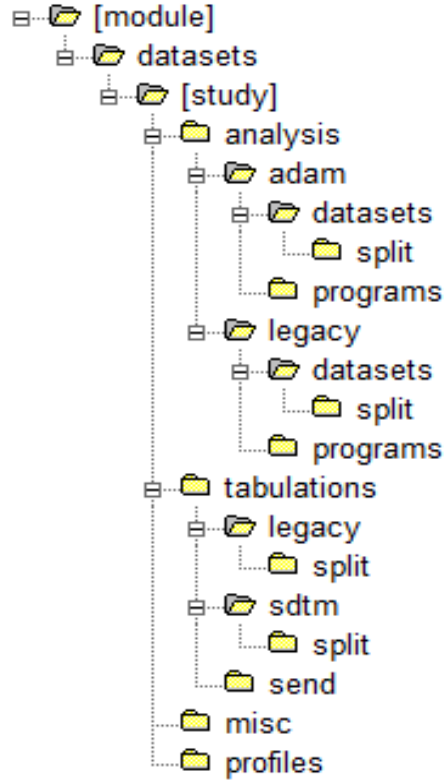 [module]
datasets
[study]
analysis
adam
datasets
split
programs
legacy
datasets
split
programs
tabulations
legacy
split
sdtm
split
send
misc
profiles